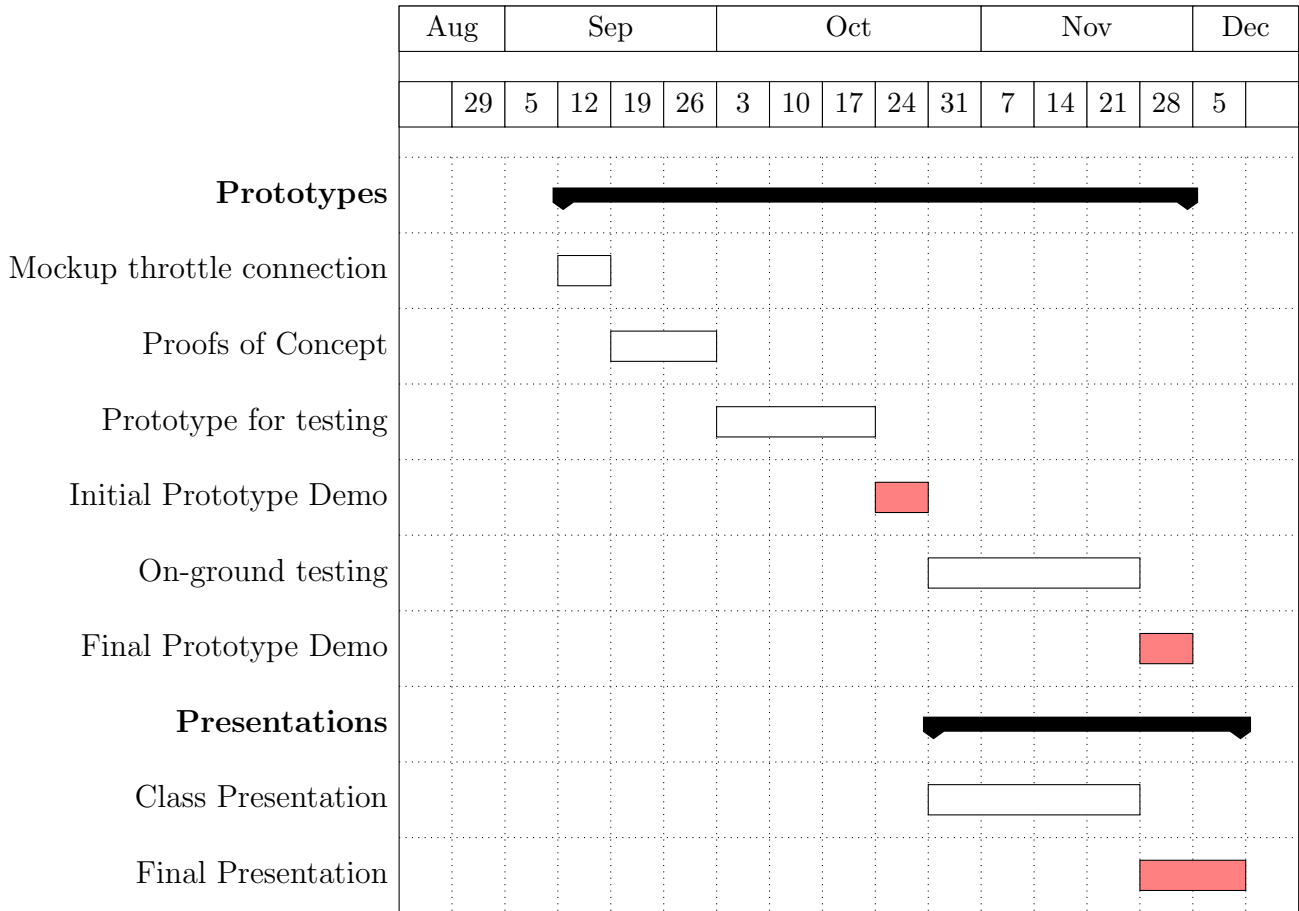 Aug Sep Oct Nov Dec
29 5 12 19 26 3 10 17 24 31 7 14 21 28 5
Prototypes
Mockup throttle connection
Proofs of Concept
Prototype for testing
Initial Prototype Demo
On-ground testing
Final Prototype Demo
Presentations
Class Presentation
Final Presentation